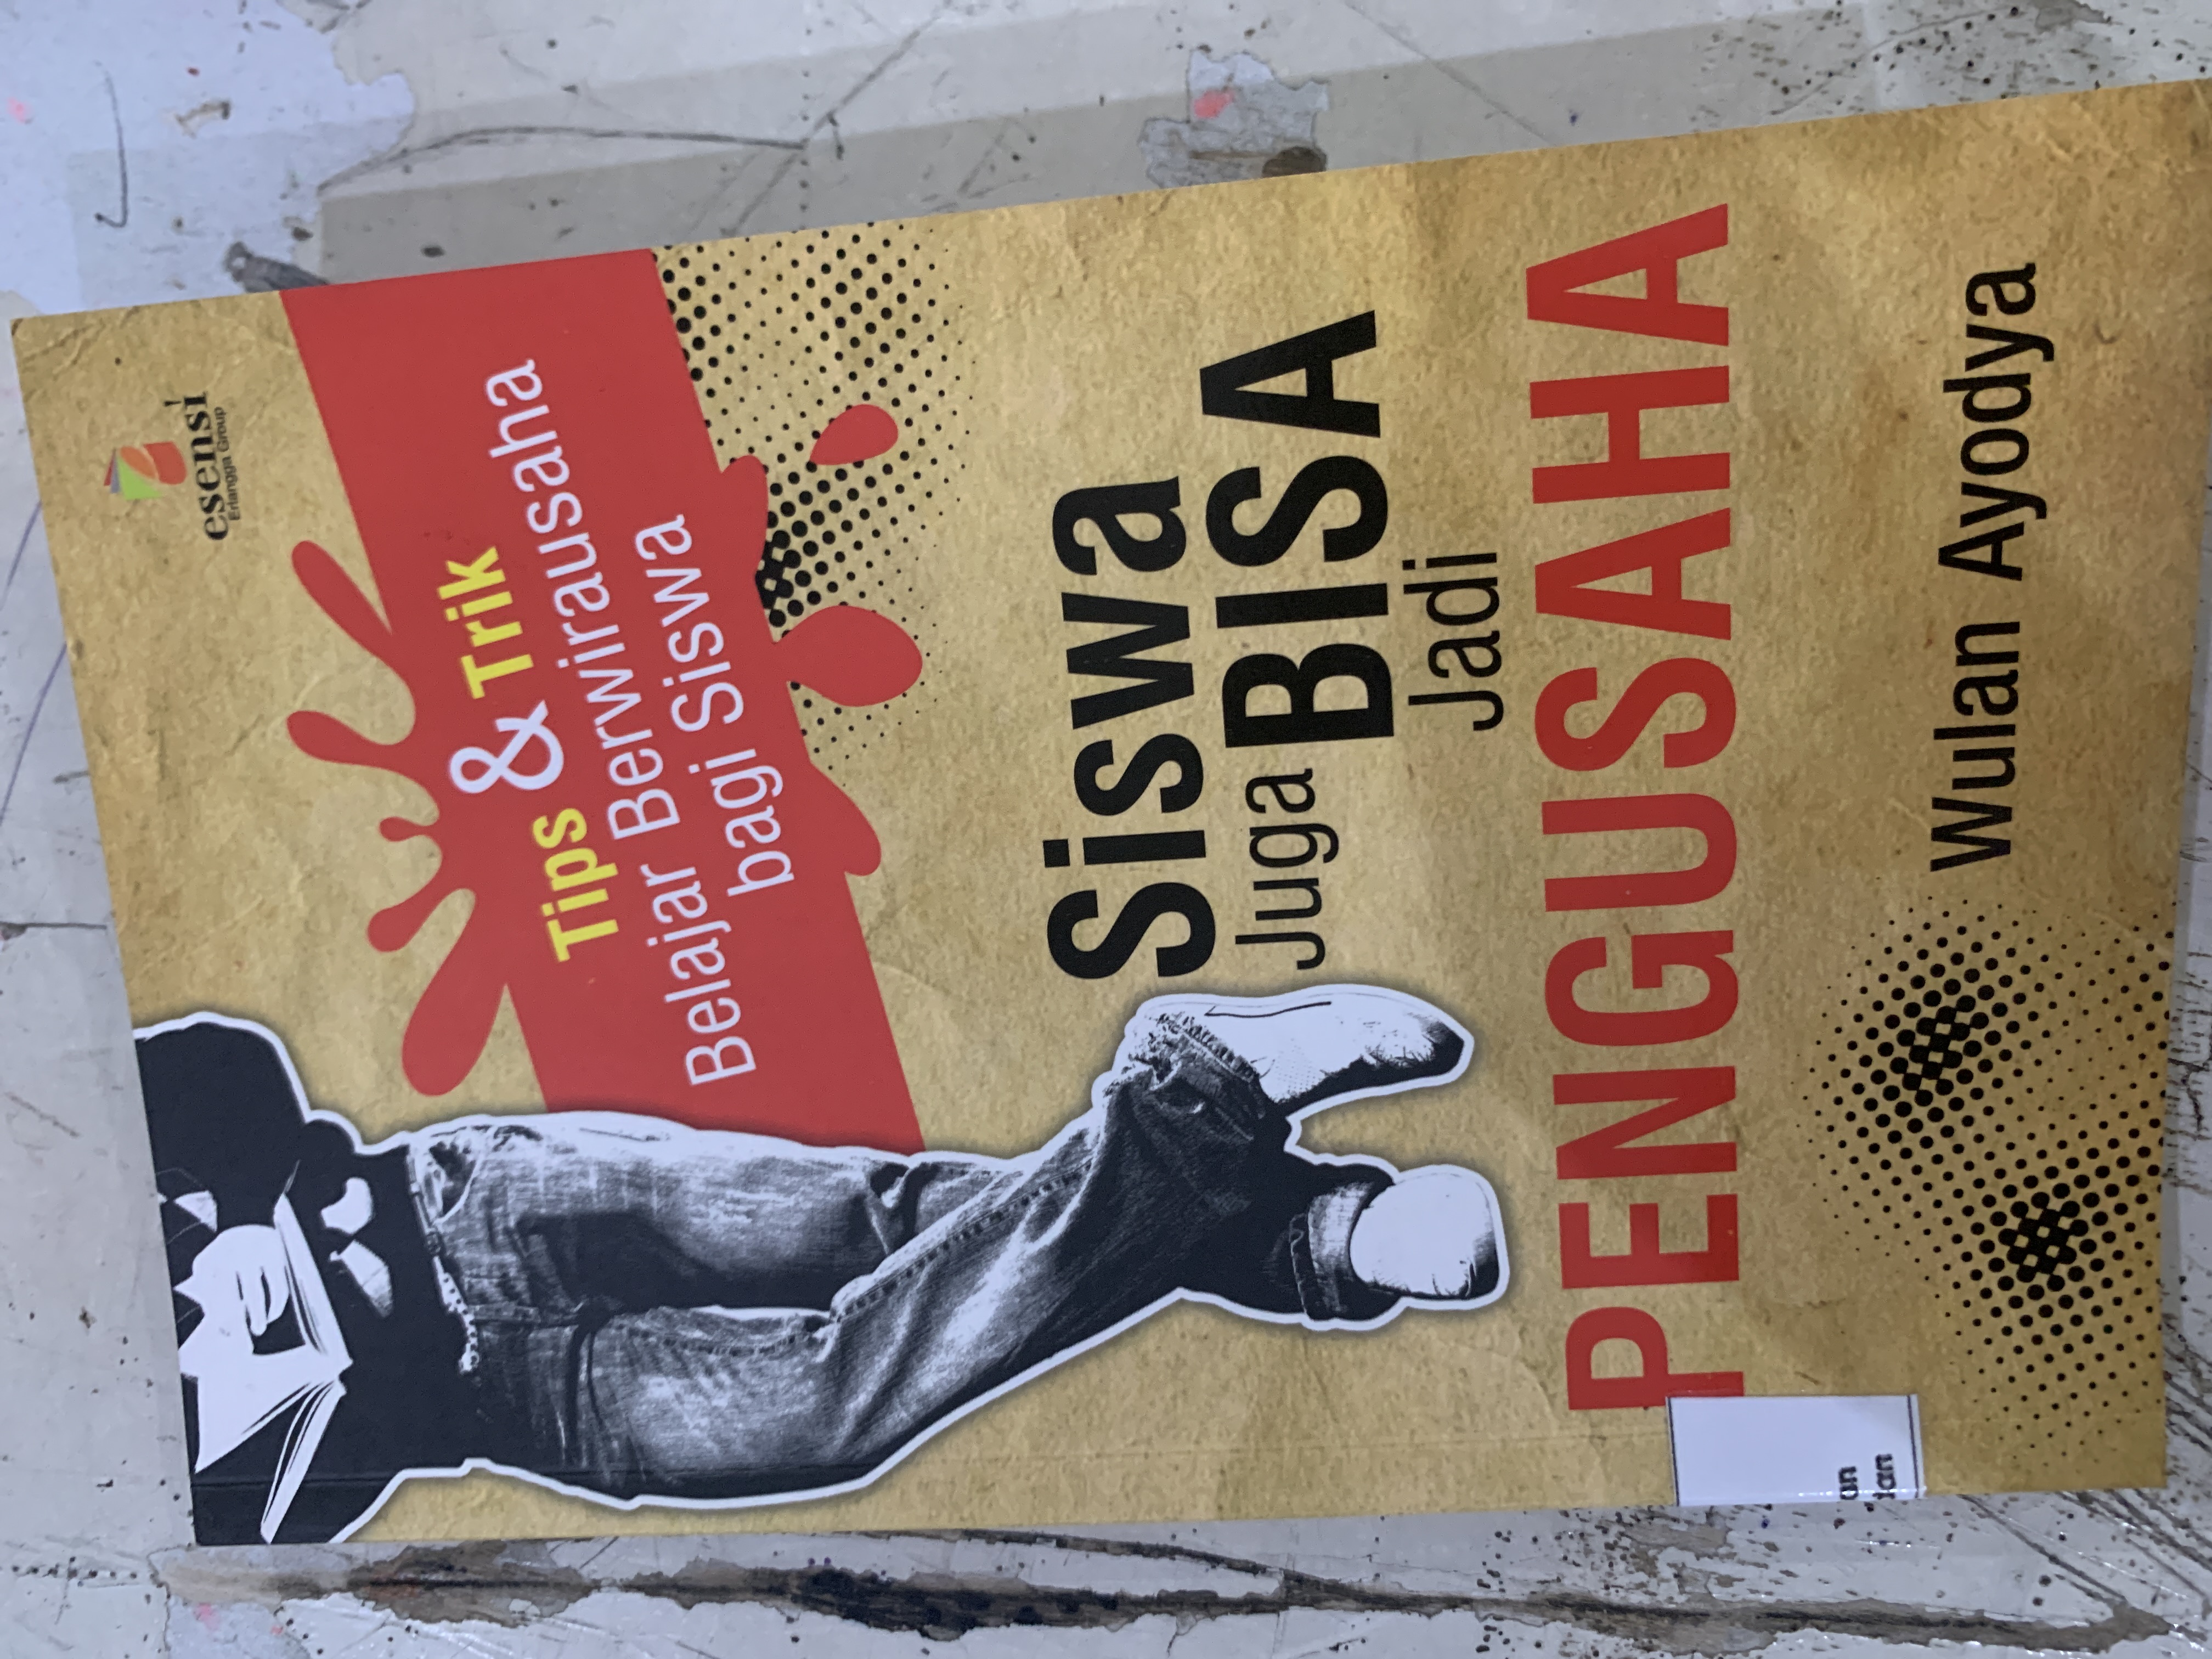 esensi
Erlangga Group
Tips & Trik
Belajar Berwirausaha
bagi Siswa
Siswa
Juga BISA
Jadi
PENGUSAHA
Wulan Ayodya